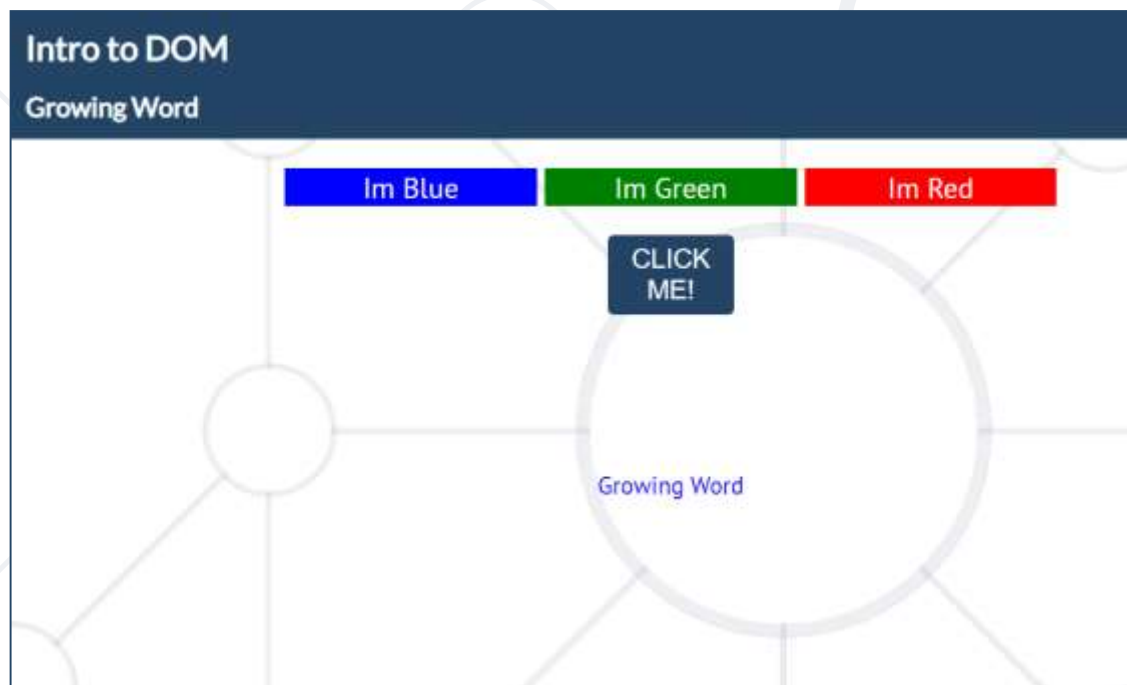 Intro to DOM
Growing Word
Im Blue
Im Green
Im Red
CLICK
ME!
Growing Word